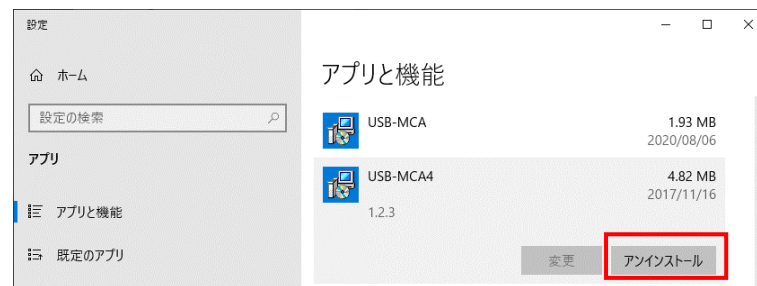 設定
ホーム
設定の検索
アプリ
アプリと機能
既定のアプリ
アプリと機能
USB-MCA
1.93 MB
2020/08/06
USB-MCA4
4.82 MB
2017/11/16
1.2.3
変更
アンインストール